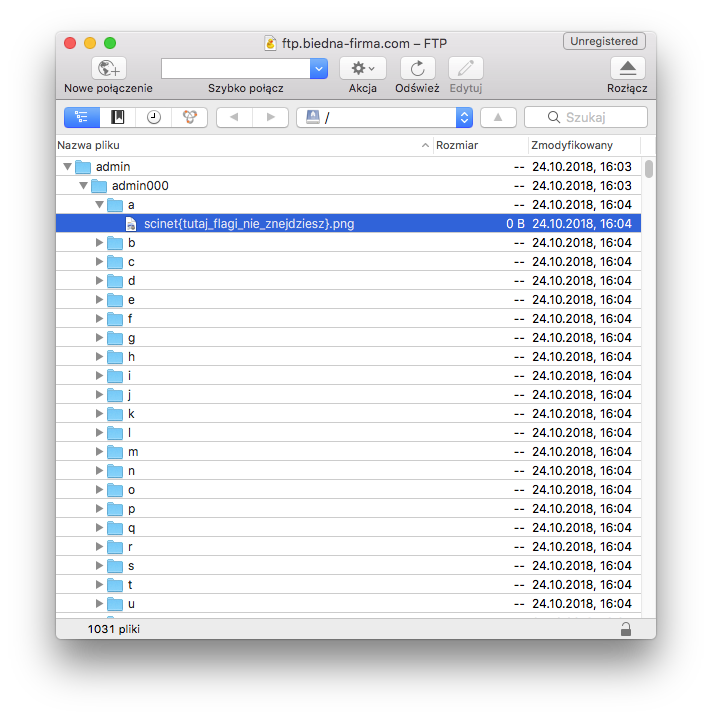 ftp.biedna-firma.com – FTP
Unregistered
Nowe połączenie
Szybko połącz
Akcja
Odśwież
Edytuj
Rozłącz
/
Szukaj
Nazwa pliku Rozmiar Zmodyfikowany
admin -- 24.10.2018, 16:03
admin000 -- 24.10.2018, 16:03
a -- 24.10.2018, 16:04
scinet{tutaj_flagi_nie_znejdziesz}.png 0 B 24.10.2018, 16:04
b -- 24.10.2018, 16:04
c -- 24.10.2018, 16:04
d -- 24.10.2018, 16:04
e -- 24.10.2018, 16:04
f -- 24.10.2018, 16:04
g -- 24.10.2018, 16:04
h -- 24.10.2018, 16:04
i -- 24.10.2018, 16:04
j -- 24.10.2018, 16:04
k -- 24.10.2018, 16:04
l -- 24.10.2018, 16:04
m -- 24.10.2018, 16:04
n -- 24.10.2018, 16:04
o -- 24.10.2018, 16:04
p -- 24.10.2018, 16:04
q -- 24.10.2018, 16:04
r -- 24.10.2018, 16:04
s -- 24.10.2018, 16:04
t -- 24.10.2018, 16:04
u -- 24.10.2018, 16:04
1031 pliki